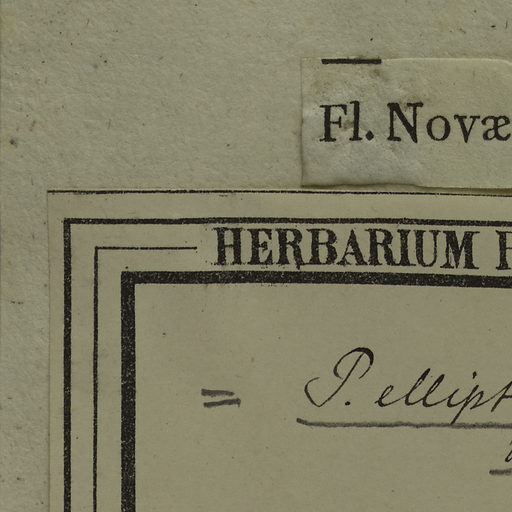 Fl. Novæ
HERBARIUM
= P. ellipt